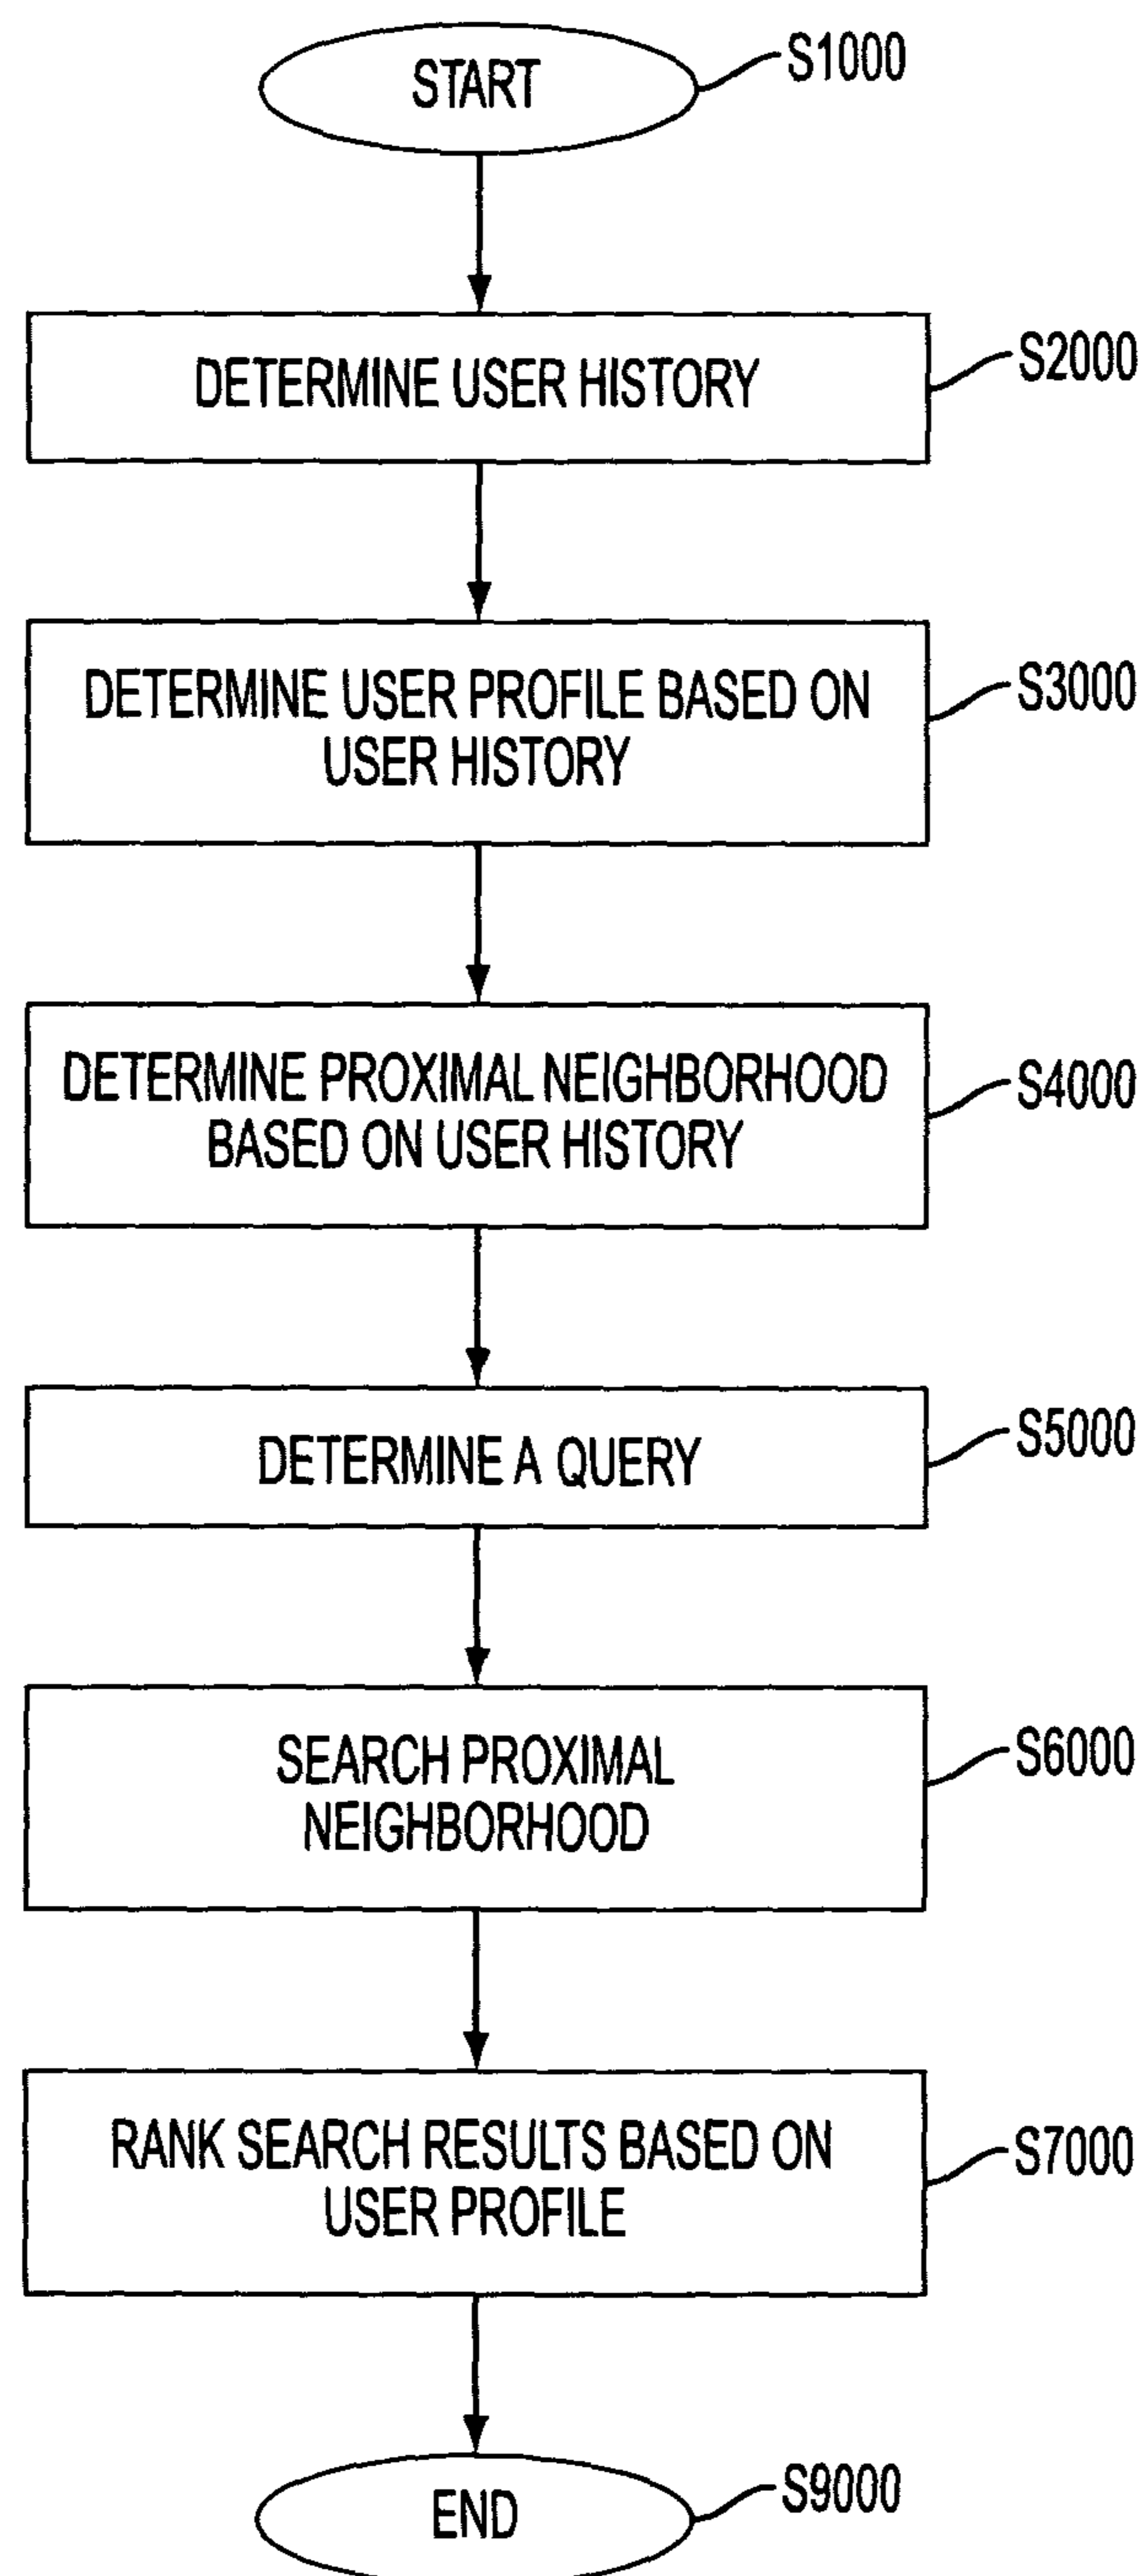 START
S1000
DETERMINE USER HISTORY
S2000
DETERMINE USER PROFILE BASED ON
USER HISTORY
S3000
DETERMINE PROXIMAL NEIGHBORHOOD
BASED ON USER HISTORY
S4000
DETERMINE A QUERY
S5000
SEARCH PROXIMAL
NEIGHBORHOOD
S6000
RANK SEARCH RESULTS BASED ON
USER PROFILE
S7000
END
S9000